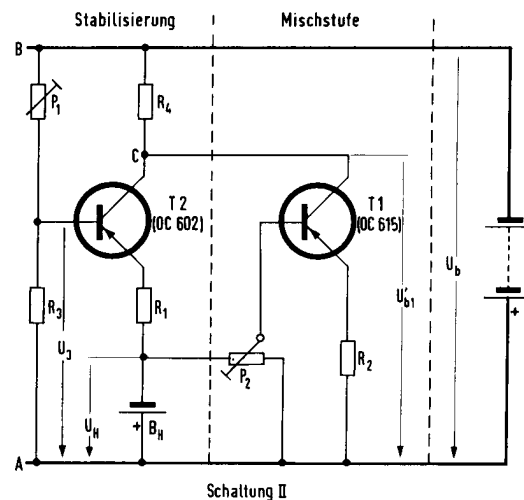 Stabilisierung
Mischstufe
B
P1
R4
C
T2
(OC 602)
T1
(OC 615)
Ub
U'b1
R3
U3
R1
R2
P2
UH
+ BH
+
A
Schaltung II